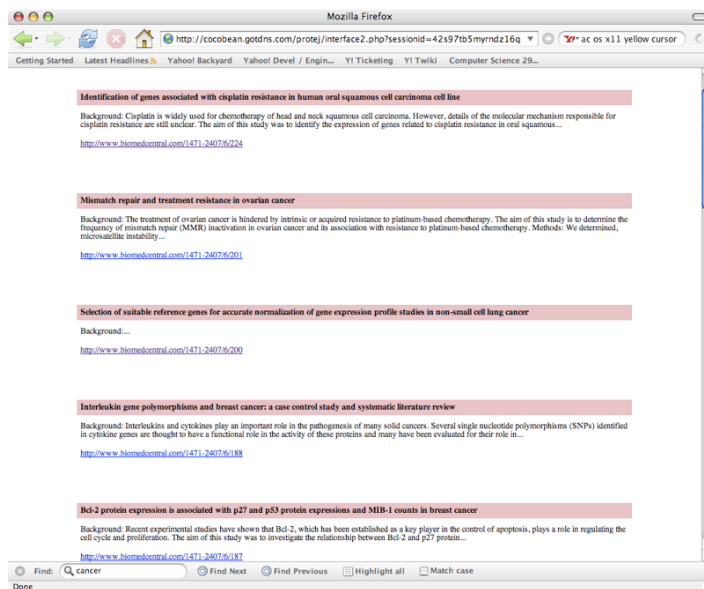 Mozilla Firefox
http://cocobean.gotdns.com/protej/interface2.php?sessionid=42s97tb5myrndz16q
ac os x11 yellow cursor
Getting Started Latest Headlines Yahoo! Backyard Yahoo! Devel / Engin... Y! Ticketing Y! Twiki Computer Science 29...
Identification of genes associated with cisplatin resistance in human oral squamous cell carcinoma cell line
Background: Cisplatin is widely used for chemotherapy of head and neck squamous cell carcinoma. However, details of the molecular mechanism responsible for
cisplatin resistance are still unclear. The aim of this study was to identify the expression of genes related to cisplatin resistance in oral squamous...
http://www.biomedcentral.com/1471-2407/6/224
Mismatch repair and treatment resistance in ovarian cancer
Background: The treatment of ovarian cancer is hindered by intrinsic or acquired resistance to platinum-based chemotherapy. The aim of this study is to determine the
frequency of mismatch repair (MMR) inactivation in ovarian cancer and its association with resistance to platinum-based chemotherapy. Methods: We determined,
microsatellite instability...
http://www.biomedcentral.com/1471-2407/6/201
Selection of suitable reference genes for accurate normalization of gene expression profile studies in non-small cell lung cancer
Background:...
http://www.biomedcentral.com/1471-2407/6/200
Interleukin gene polymorphisms and breast cancer: a case control study and systematic literature review
Background: Interleukins and cytokines play an important role in the pathogenesis of many solid cancers. Several single nucleotide polymorphisms (SNPs) identified
in cytokine genes are thought to have a functional role in the activity of these proteins and many have been evaluated for their role in...
http://www.biomedcentral.com/1471-2407/6/188
Bcl-2 protein expression is associated with p27 and p53 protein expressions and MIB-1 counts in breast cancer
Background: Recent experimental studies have shown that Bcl-2, which has been established as a key player in the control of apoptosis, plays a role in regulating the
cell cycle and proliferation. The aim of this study was to investigate the relationship between Bcl-2 and p27 protein...
http://www.biomedcentral.com/1471-2407/6/187
Find: cancer Find Next Find Previous Highlight all Match case
Done